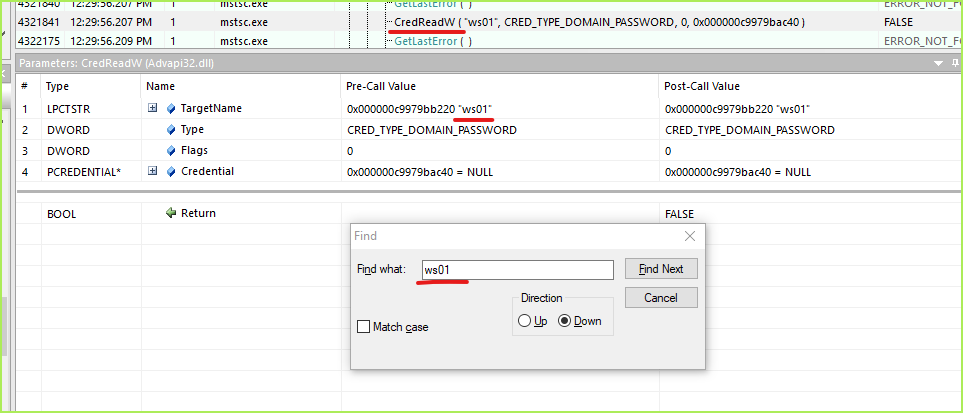 4321840 12:29:56.207 PM 1 mstsc.exe GetLastError ( )
4321841 12:29:56.209 PM 1 mstsc.exe CredReadW ( "ws01", CRED_TYPE_DOMAIN_PASSWORD, 0, 0x000000c9979bac40 ) FALSE
4322175 12:29:56.209 PM 1 mstsc.exe GetLastError ( )
Parameters: CredReadW (Advapi32.dll)
# Type Name Pre-Call Value Post-Call Value
1 LPCTSTR TargetName 0x000000c9979bb220 "ws01" 0x000000c9979bb220 "ws01"
2 DWORD Type CRED_TYPE_DOMAIN_PASSWORD CRED_TYPE_DOMAIN_PASSWORD
3 DWORD Flags 0 0
4 PCREDENTIAL* Credential 0x000000c9979bac40 = NULL 0x000000c9979bac40 = NULL
BOOL Return FALSE
Find
Find what: ws01 Find Next
Direction Cancel
Match case Up Down